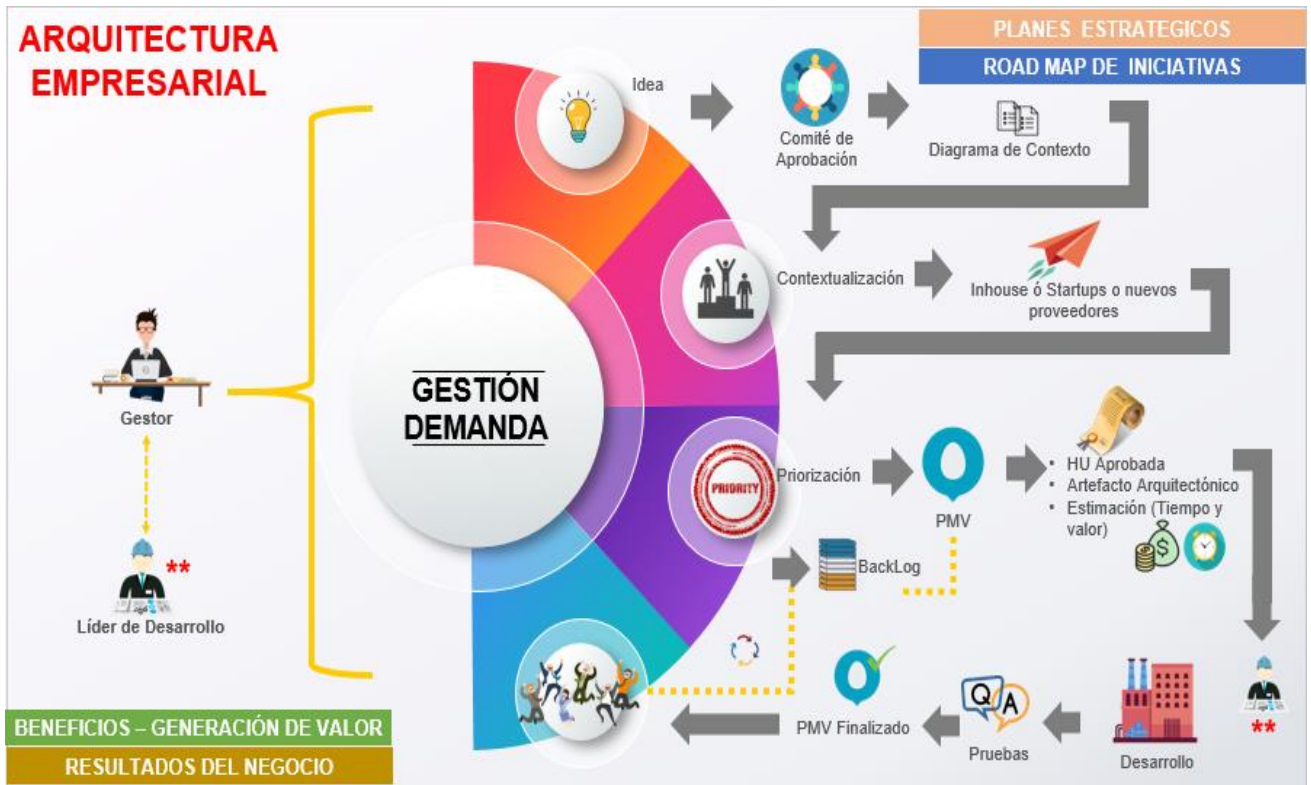 ARQUITECTURA
EMPRESARIAL
PLANES ESTRATEGICOS
ROAD MAP DE INICIATIVAS
Idea
Comité de
Aprobación
Diagrama de Contexto
Contextualización
Inhouse ó Startups o nuevos
proveedores
GESTIÓN
DEMANDA
Gestor
PRIORITY
Priorización
PMV
• HU Aprobada
• Artefacto Arquitectónico
• Estimación (Tiempo y
valor)
BackLog
**
Líder de Desarrollo
Q
A
PMV Finalizado
Pruebas
Desarrollo
**
BENEFICIOS – GENERACIÓN DE VALOR
RESULTADOS DEL NEGOCIO